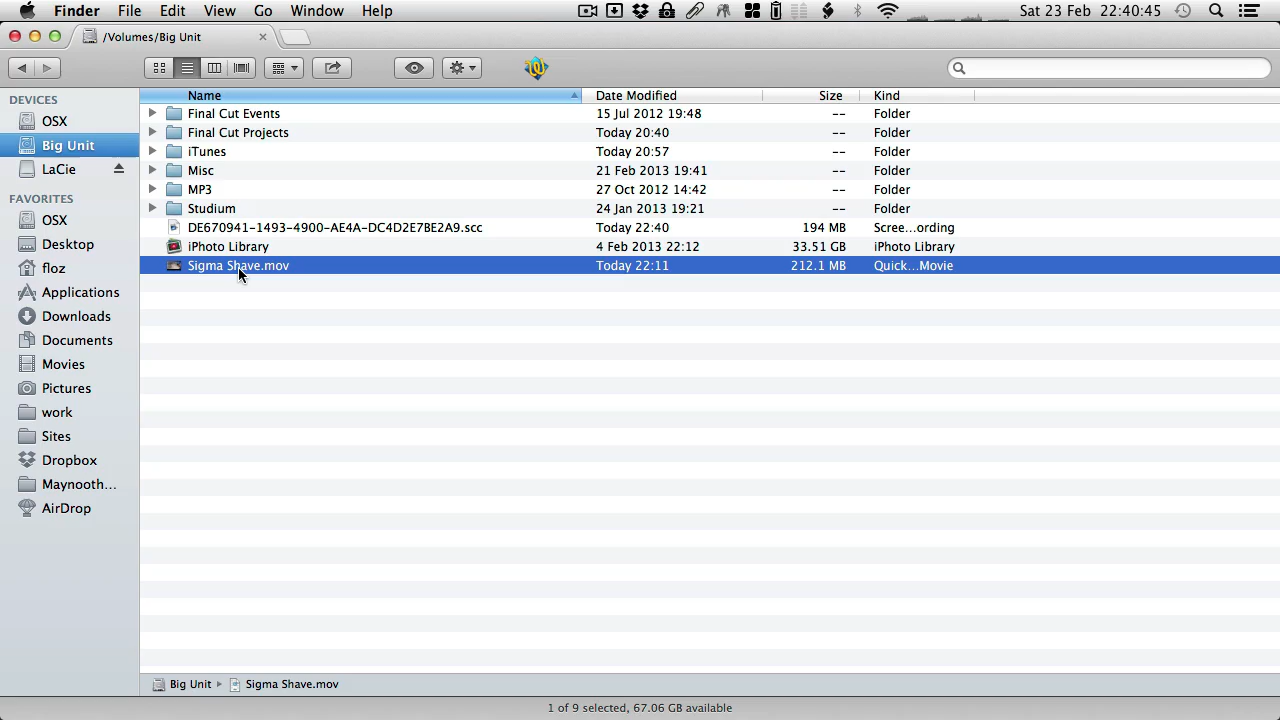 Finder File Edit View Go Window Help Sat 23 Feb 22:40:45
/Volumes/Big Unit
DEVICES
OSX
Big Unit
LaCie
FAVORITES
OSX
Desktop
floz
Applications
Downloads
Documents
Movies
Pictures
work
Sites
Dropbox
Maynooth...
AirDrop
Name Date Modified Size Kind
Final Cut Events 15 Jul 2012 19:48 -- Folder
Final Cut Projects Today 20:40 -- Folder
iTunes Today 20:57 -- Folder
Misc 21 Feb 2013 19:41 -- Folder
MP3 27 Oct 2012 14:42 -- Folder
Studium 24 Jan 2013 19:21 -- Folder
DE670941-1493-4900-AE4A-DC4D2E7BE2A9.scc Today 22:40 194 MB Scree...ording
iPhoto Library 4 Feb 2013 22:12 33.51 GB iPhoto Library
Sigma Shave.mov Today 22:11 212.1 MB Quick...Movie
Big Unit Sigma Shave.mov
1 of 9 selected, 67.06 GB available